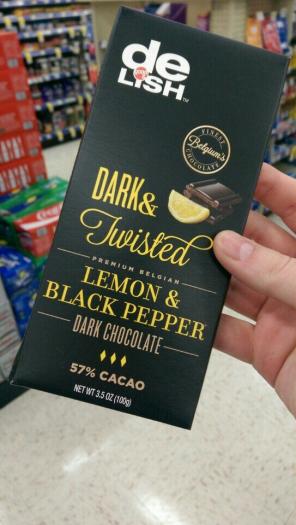 de
LISH™
FINEST
Belgium's
CHOCOLATE
DARK&
Twisted
PREMIUM BELGIAN
LEMON &
BLACK PEPPER
DARK CHOCOLATE
57% CACAO
NET WT 3.5 OZ (100g)